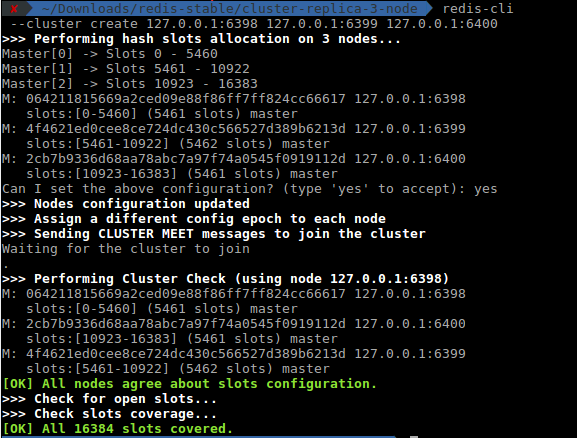 ✘ ~/Downloads/redis-stable/cluster-replica-3-node redis-cli
--cluster create 127.0.0.1:6398 127.0.0.1:6399 127.0.0.1:6400
>>> Performing hash slots allocation on 3 nodes...
Master[0] -> Slots 0 - 5460
Master[1] -> Slots 5461 - 10922
Master[2] -> Slots 10923 - 16383
M: 064211815669a2ced09e88f86ff7ff824cc66617 127.0.0.1:6398
slots:[0-5460] (5461 slots) master
M: 4f4621ed0cee8ce724dc430c566527d389b6213d 127.0.0.1:6399
slots:[5461-10922] (5462 slots) master
M: 2cb7b9336d68aa78abc7a97f74a0545f0919112d 127.0.0.1:6400
slots:[10923-16383] (5461 slots) master
Can I set the above configuration? (type 'yes' to accept): yes
>>> Nodes configuration updated
>>> Assign a different config epoch to each node
>>> Sending CLUSTER MEET messages to join the cluster
Waiting for the cluster to join
.
>>> Performing Cluster Check (using node 127.0.0.1:6398)
M: 064211815669a2ced09e88f86ff7ff824cc66617 127.0.0.1:6398
slots:[0-5460] (5461 slots) master
M: 2cb7b9336d68aa78abc7a97f74a0545f0919112d 127.0.0.1:6400
slots:[10923-16383] (5461 slots) master
M: 4f4621ed0cee8ce724dc430c566527d389b6213d 127.0.0.1:6399
slots:[5461-10922] (5462 slots) master
[OK] All nodes agree about slots configuration.
>>> Check for open slots...
>>> Check slots coverage...
[OK] All 16384 slots covered.